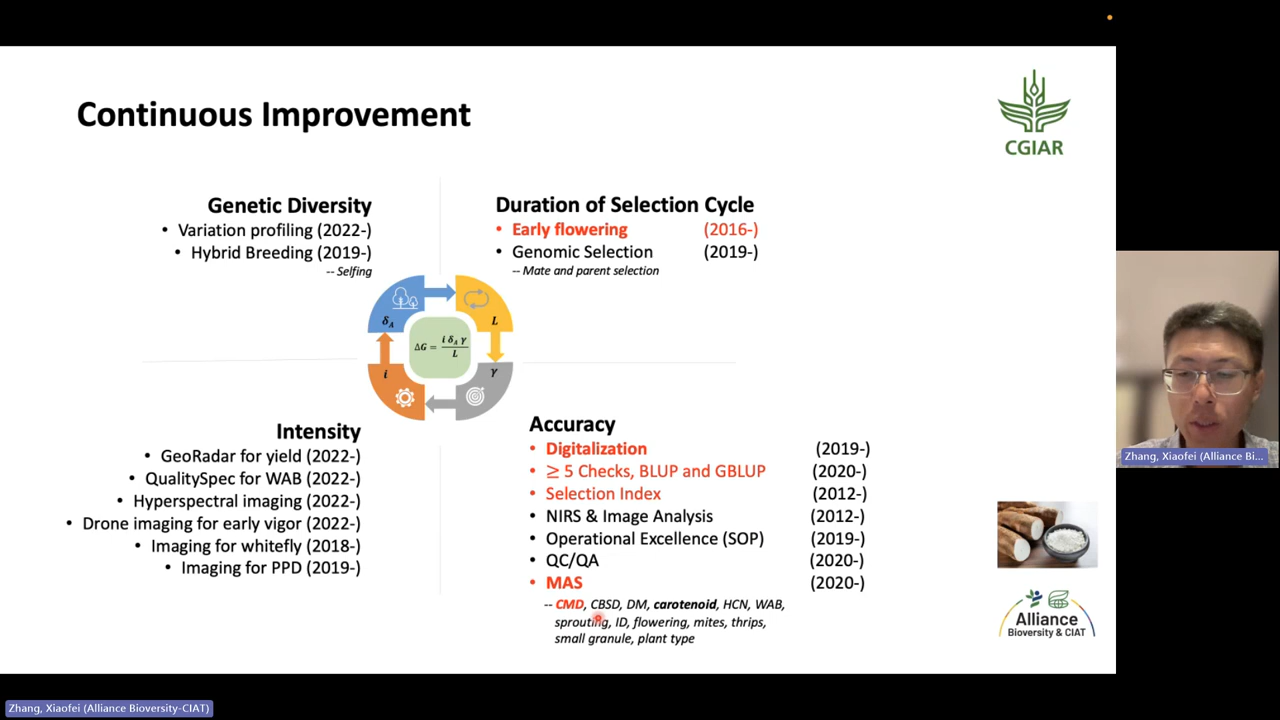 Continuous Improvement
CGIAR
Genetic Diversity
• Variation profiling (2022-)
• Hybrid Breeding (2019-)
-- Selfing
Duration of Selection Cycle
• Early flowering (2016-)
• Genomic Selection (2019-)
-- Mate and parent selection
δA
L
ΔG = i δA γ / L
i
γ
Intensity
• GeoRadar for yield (2022-)
• QualitySpec for WAB (2022-)
• Hyperspectral imaging (2022-)
• Drone imaging for early vigor (2022-)
• Imaging for whitefly (2018-)
• Imaging for PPD (2019-)
Accuracy
• Digitalization (2019-)
• ≥ 5 Checks, BLUP and GBLUP (2020-)
• Selection Index (2012-)
• NIRS & Image Analysis (2012-)
• Operational Excellence (SOP) (2019-)
• QC/QA (2020-)
• MAS (2020-)
-- CMD, CBSD, DM, carotenoid, HCN, WAB,
sprouting, ID, flowering, mites, thrips,
small granule, plant type
Alliance
Bioversity & CIAT
Zhang, Xiaofei (Alliance Bi...
Zhang, Xiaofei (Alliance Bioversity-CIAT)